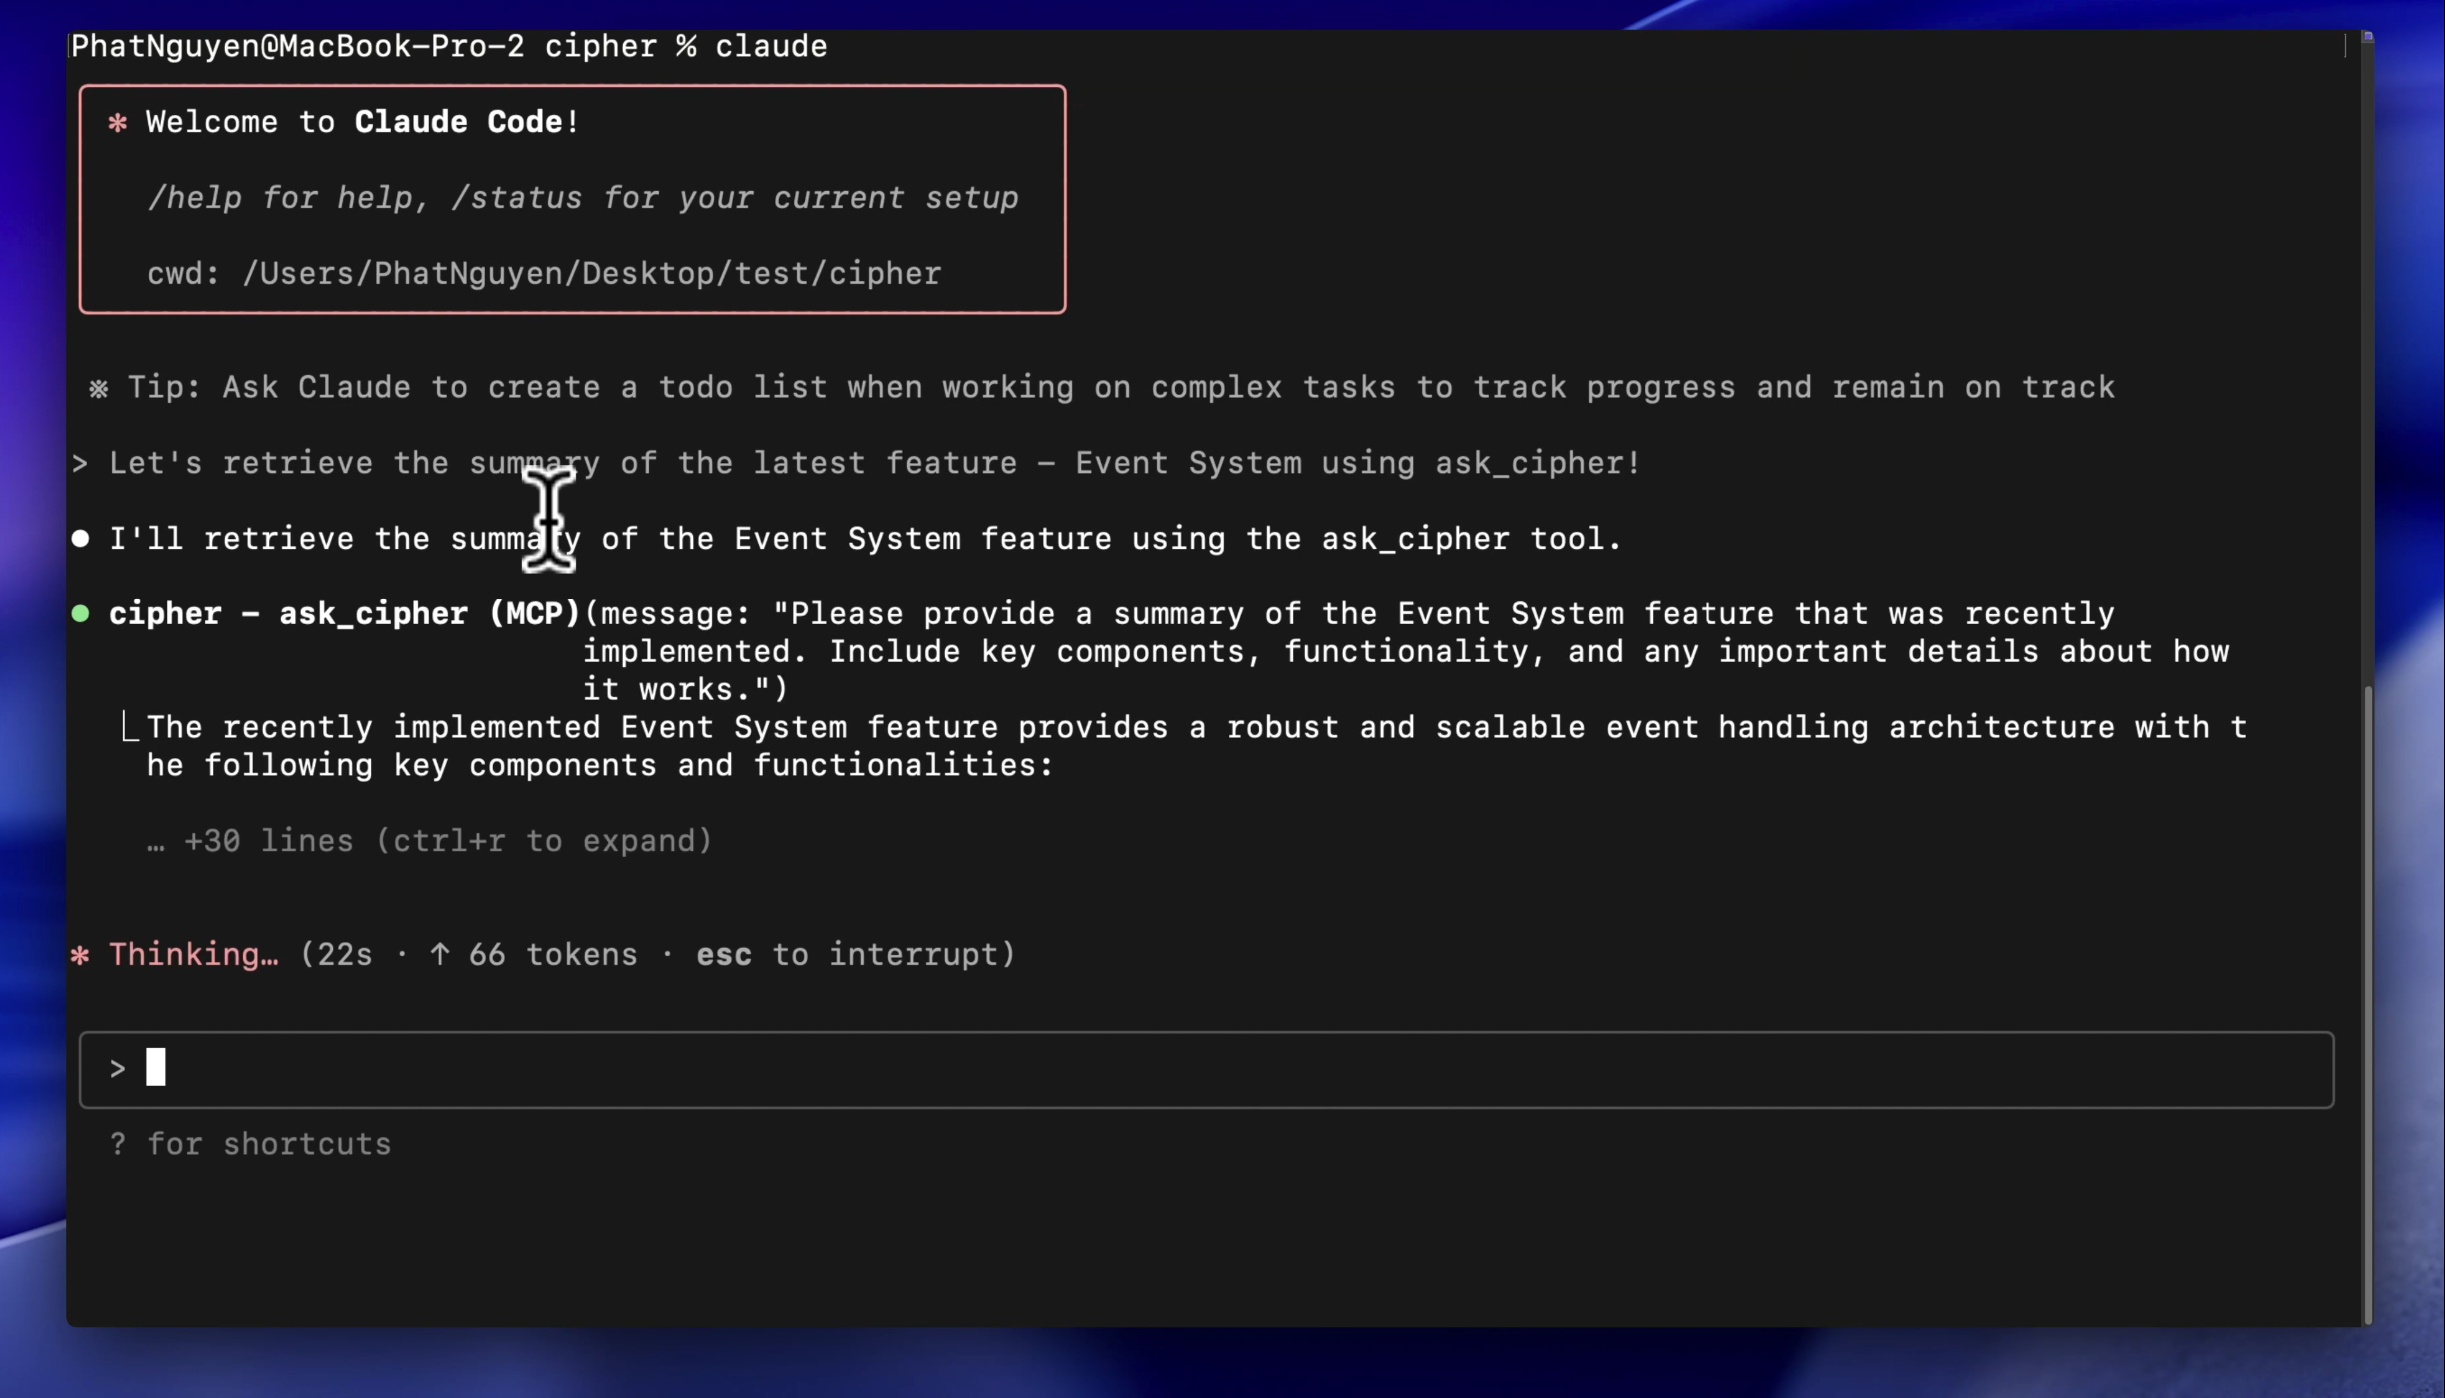 PhatNguyen@MacBook-Pro-2 cipher % claude
✻ Welcome to Claude Code!
/help for help, /status for your current setup
cwd: /Users/PhatNguyen/Desktop/test/cipher
※ Tip: Ask Claude to create a todo list when working on complex tasks to track progress and remain on track
> Let's retrieve the summary of the latest feature – Event System using ask_cipher!
● I'll retrieve the summary of the Event System feature using the ask_cipher tool.
● cipher – ask_cipher (MCP)(message: "Please provide a summary of the Event System feature that was recently
implemented. Include key components, functionality, and any important details about how
it works.")
⎿ The recently implemented Event System feature provides a robust and scalable event handling architecture with t
he following key components and functionalities:
… +30 lines (ctrl+r to expand)
✻ Thinking… (22s · ↑ 66 tokens · esc to interrupt)
>
? for shortcuts